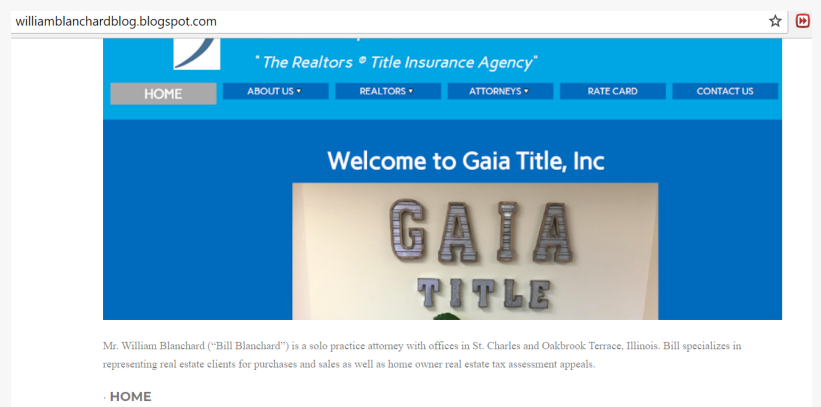 williamblanchardblog.blogspot.com
" The Realtors ® Title Insurance Agency"
HOME
ABOUT US ▾
REALTORS ▾
ATTORNEYS ▾
RATE CARD
CONTACT US
Welcome to Gaia Title, Inc
GAIA
TITLE
Mr. William Blanchard (“Bill Blanchard”) is a solo practice attorney with offices in St. Charles and Oakbrook Terrace, Illinois. Bill specializes in
representing real estate clients for purchases and sales as well as home owner real estate tax assessment appeals.
· HOME